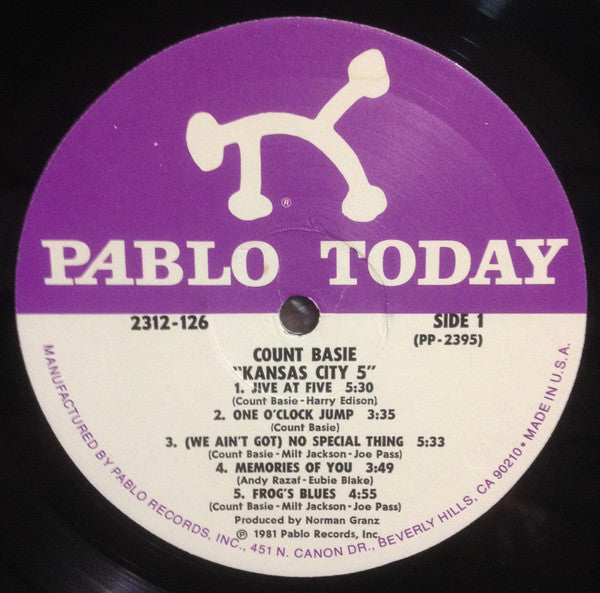 ®
PABLO TODAY
2312-126
SIDE 1
(PP-2395)
COUNT BASIE
"KANSAS CITY 5"
1. JIVE AT FIVE 5:30
(Count Basie - Harry Edison)
2. ONE O'CLOCK JUMP 3:35
(Count Basie)
3. (WE AIN'T GOT) NO SPECIAL THING 5:33
(Count Basie - Milt Jackson - Joe Pass)
4. MEMORIES OF YOU 3:49
(Andy Razaf - Eubie Blake)
5. FROG'S BLUES 4:55
(Count Basie - Milt Jackson - Joe Pass)
Produced by Norman Granz
℗ 1981 Pablo Records, Inc.
MANUFACTURED BY PABLO RECORDS, INC., 451 N. CANON DR., BEVERLY HILLS, CA 90210 • MADE IN U.S.A.